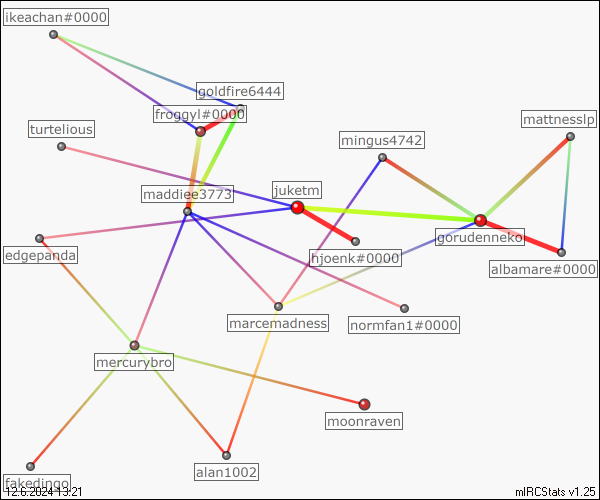 ikeachan#0000
goldfire6444
froggyl#0000
mattnesslp
turtelious
mingus4742
juketm
maddiee3773
gorudenneko
edgepanda
hjoenk#0000
albamare#0000
marcemadness
normfan1#0000
mercurybro
moonraven
alan1002
fakedingo
12.6.2024 13:21
mIRCStats v1.25